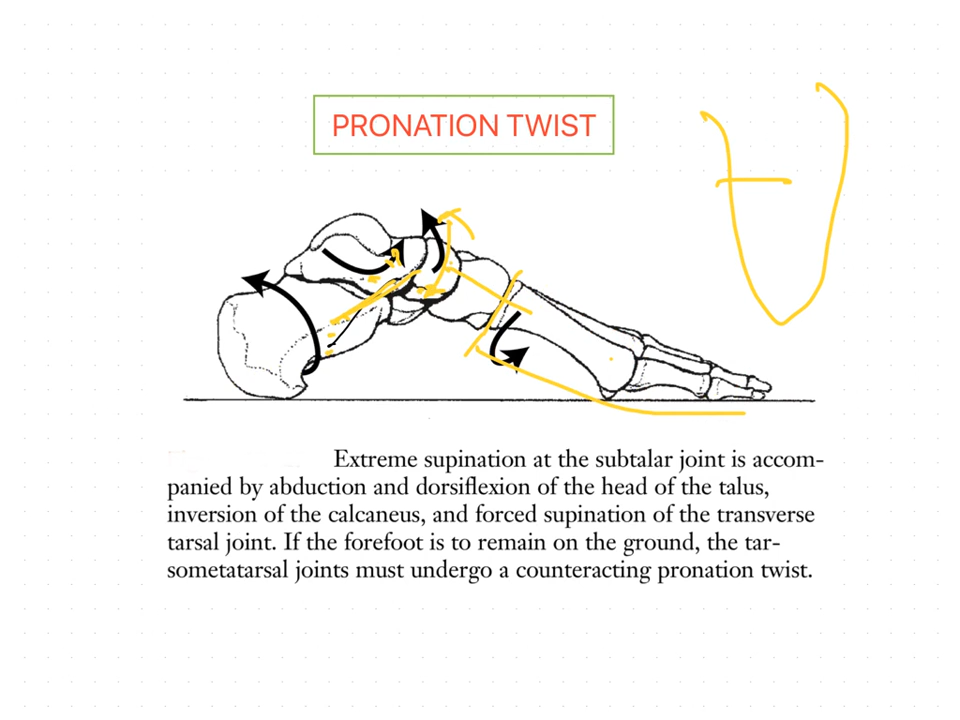 PRONATION TWIST
Extreme supination at the subtalar joint is accom-
panied by abduction and dorsiflexion of the head of the talus,
inversion of the calcaneus, and forced supination of the transverse
tarsal joint. If the forefoot is to remain on the ground, the tar-
sometatarsal joints must undergo a counteracting pronation twist.